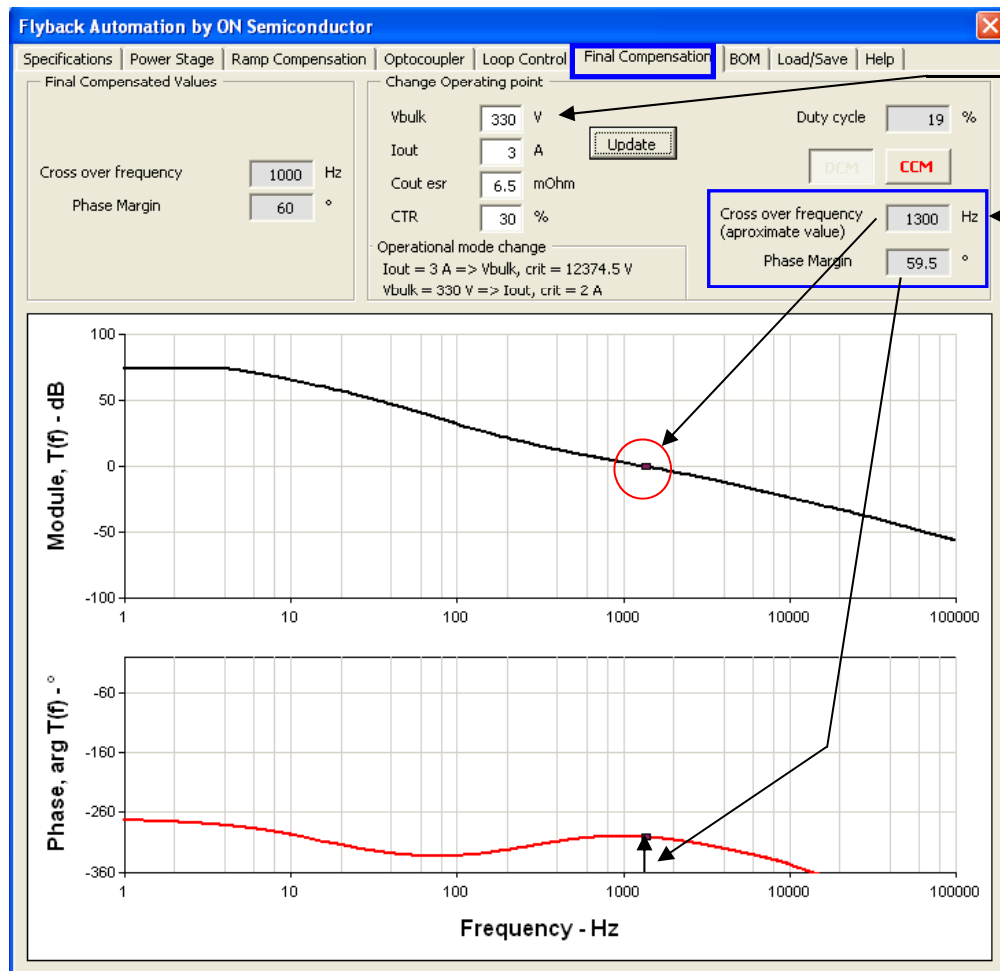 Flyback Automation by ON Semiconductor
Specifications Power Stage Ramp Compensation Optocoupler Loop Control Final Compensation BOM Load/Save Help
Final Compensated Values
Cross over frequency 1000 Hz
Phase Margin 60 °
Change Operating point
Vbulk 330 V
Iout 3 A
Cout esr 6.5 mOhm
CTR 30 %
Update
Duty cycle 19 %
DCM CCM
Cross over frequency 1300 Hz
(aproximate value)
Phase Margin 59.5 °
Operational mode change
Iout = 3 A => Vbulk, crit = 12374.5 V
Vbulk = 330 V => Iout, crit = 2 A
Module, T(f) - dB
100
50
0
-50
-100
1 10 100 1000 10000 100000
Phase, arg T(f) - °
-60
-160
-260
-360
1 10 100 1000 10000 100000
Frequency - Hz